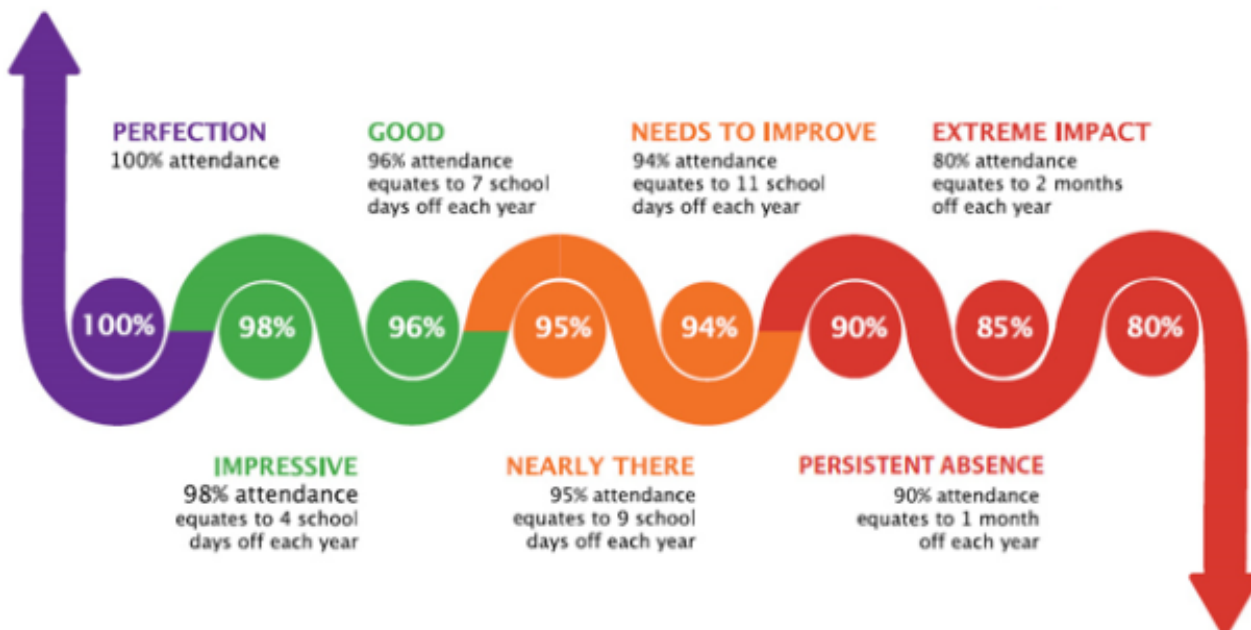 PERFECTION
100% attendance
GOOD
96% attendance
equates to 7 school
days off each year
NEEDS TO IMPROVE
94% attendance
equates to 11 school
days off each year
EXTREME IMPACT
80% attendance
equates to 2 months
off each year
100%
98%
96%
95%
94%
90%
85%
80%
IMPRESSIVE
98% attendance
equates to 4 school
days off each year
NEARLY THERE
95% attendance
equates to 9 school
days off each year
PERSISTENT ABSENCE
90% attendance
equates to 1 month
off each year